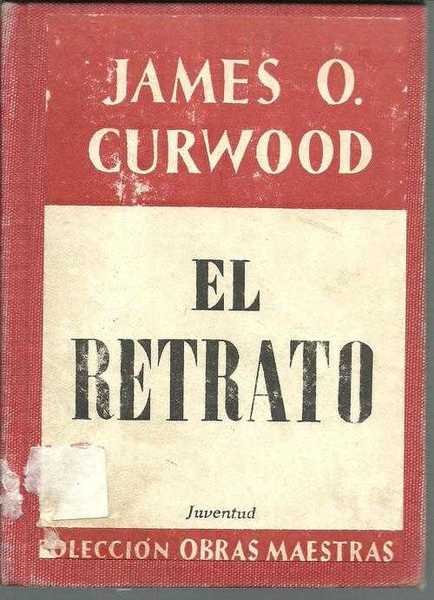 JAMES O.
CURWOOD
EL
RETRATO
Juventud
COLECCIÓN OBRAS MAESTRAS